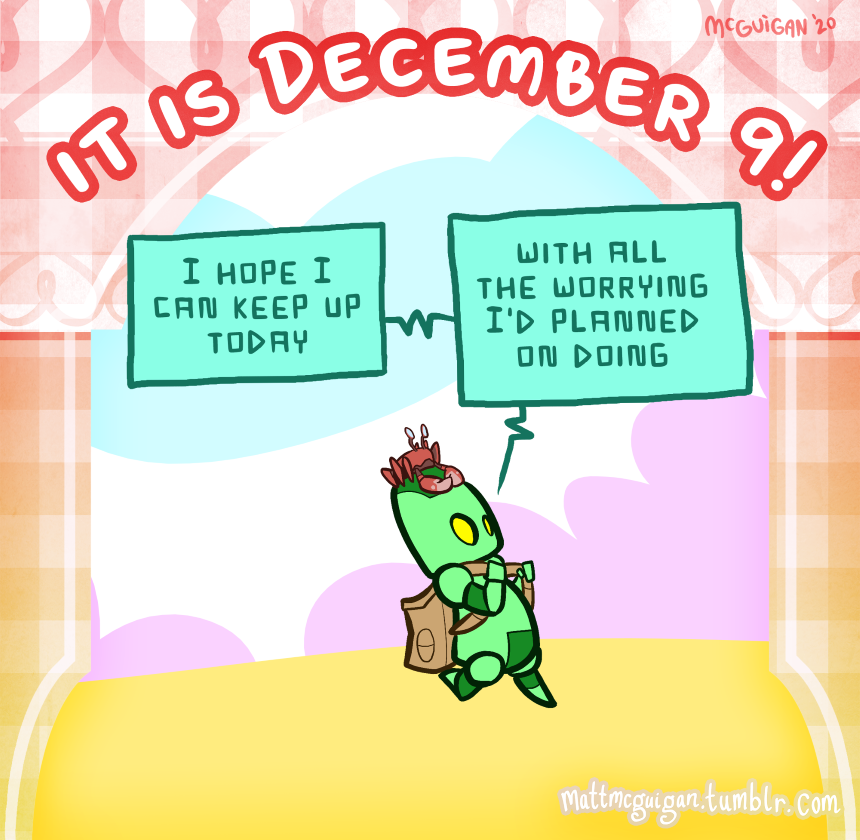 McGuigan '20
IT IS DECEMBER 9!
I HOPE I
CAN KEEP UP
TODAY
WITH ALL
THE WORRYING
I'D PLANNED
ON DOING
mattmcguigan.tumblr.com